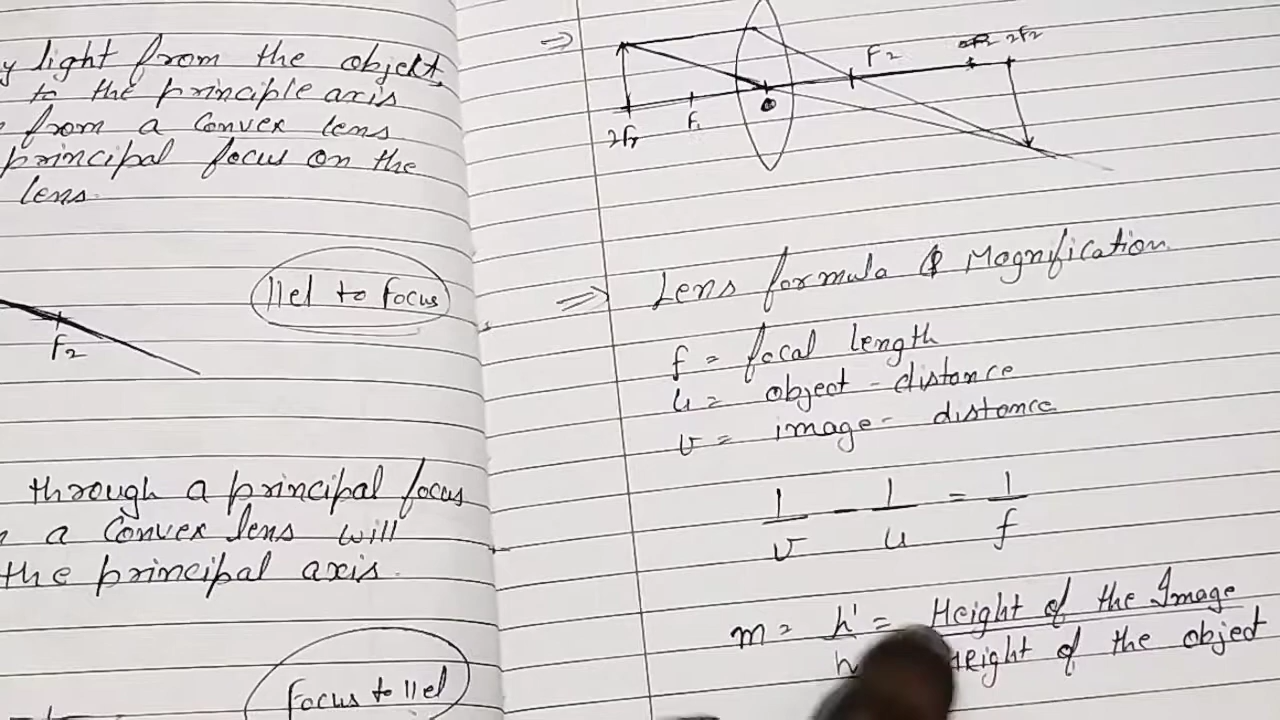 light from the object,
to the principle axis
from a Convex lens
principal focus on the
lens.
llel to focus
F2
through a principal focus
a Convex lens will
the principal axis.
Focus to llel
⇒
2F1
F1
O
F2
2F2
⇒ Lens formula & Magnification
f = focal length
u = object - distance
v = image - distance
1/v - 1/u = 1/f
m = h'/h = Height of the Image
Height of the object